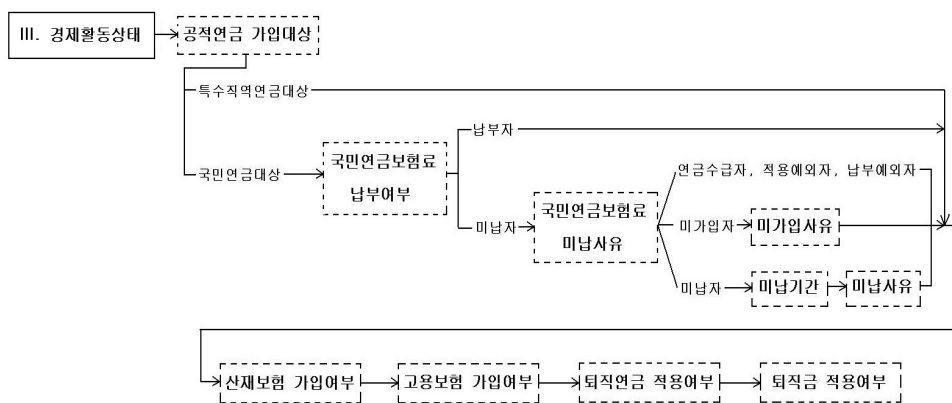 III. 경제활동상태
공적연금 가입대상
특수직역연금대상
납부자
국민연금대상
국민연금보험료
납부여부
미납자
국민연금보험료
미납사유
연금수급자, 적용예외자, 납부예외자
미가입자
미가입사유
미납자
미납기간
미납사유
산재보험 가입여부
고용보험 가입여부
퇴직연금 적용여부
퇴직금 적용여부